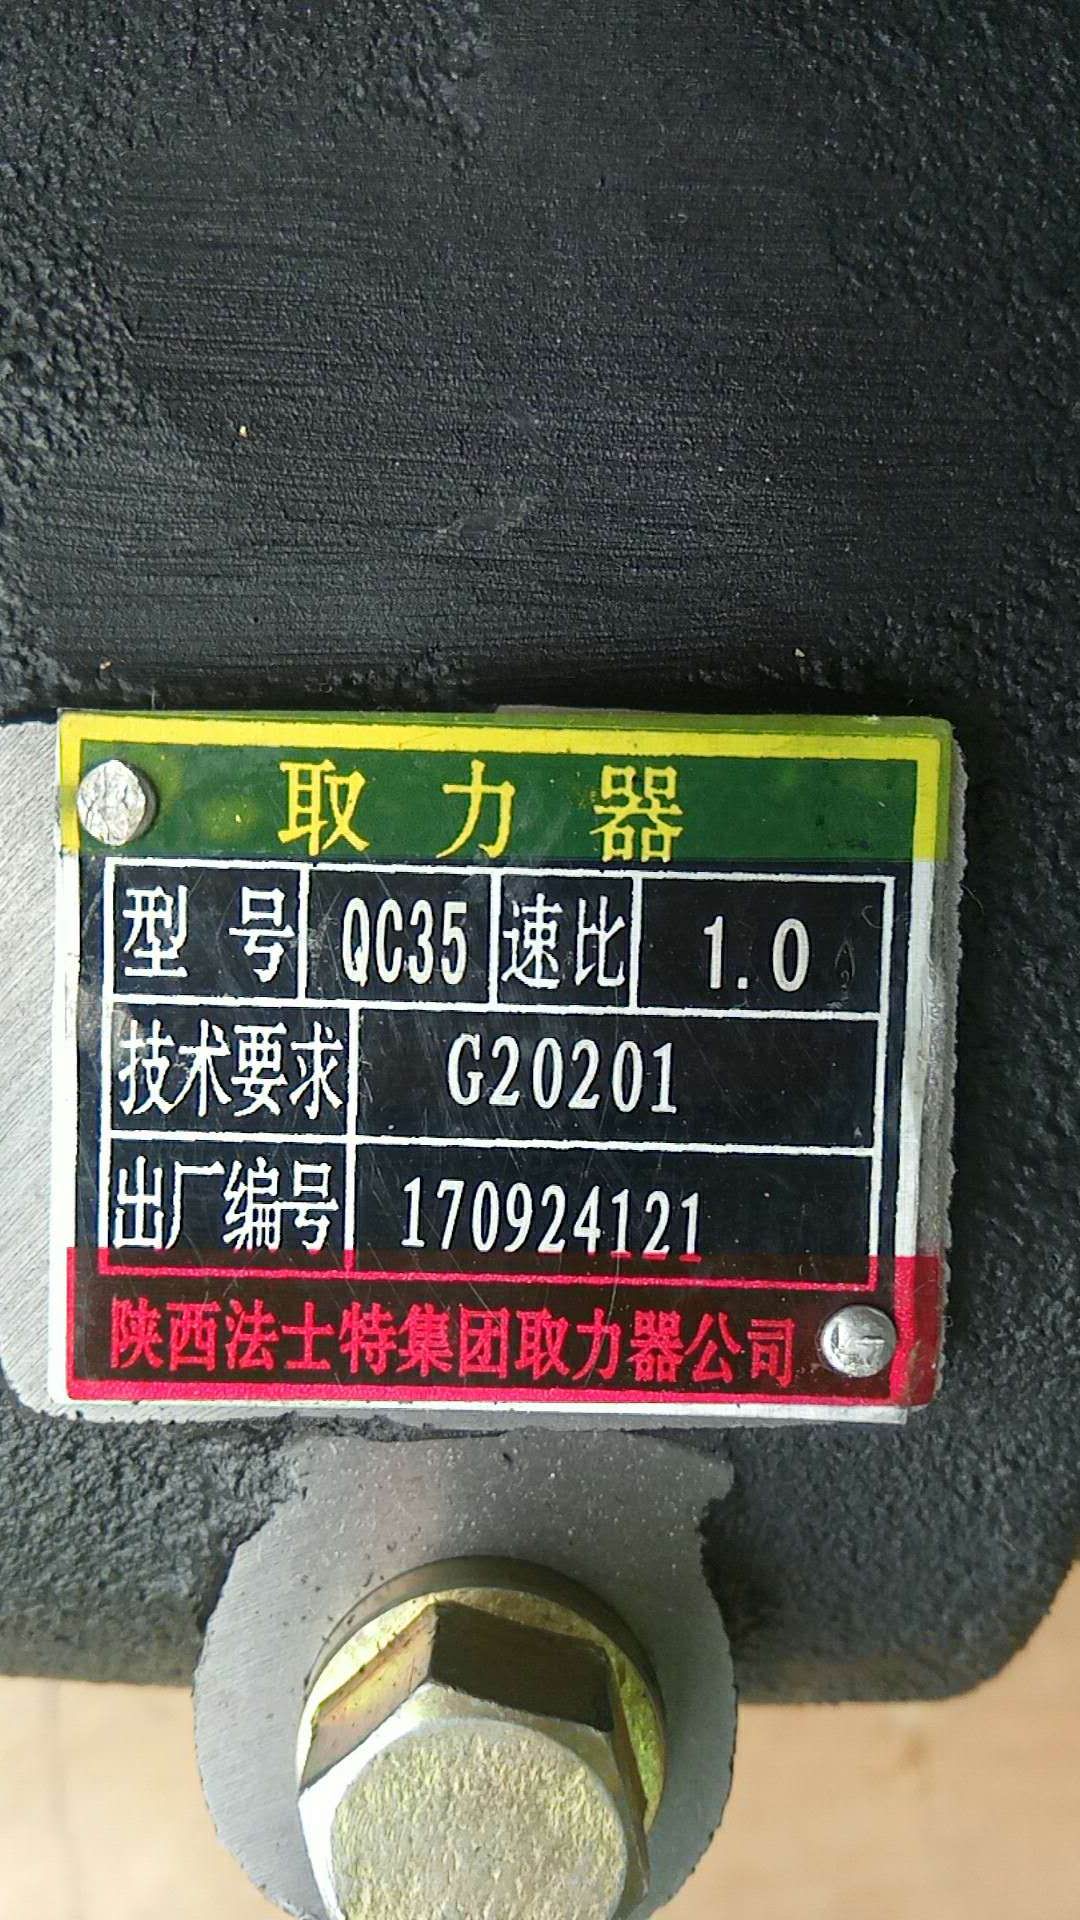 取力器
型号 QC35 速比 1.0
技术要求 G20201
出厂编号 170924121
陕西法士特集团取力器公司